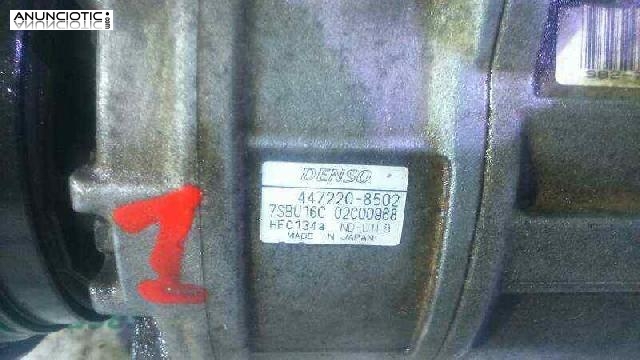 ANUNCIOTIC.com
DENSO
447220-8502
7SBU16C 02C00988
HFC134a ND-OIL8
MADE IN JAPAN
1